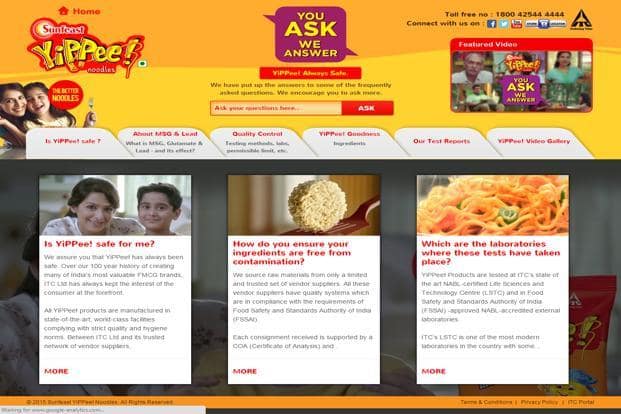 Home
Sunfeast
YiPPee!
noodles
THE BETTER
NOODLES
YOU
ASK
WE
ANSWER
YiPPee! Always Safe.
We have put up the answers to some of the frequently
asked questions. We encourage you to ask more.
Ask your questions here...
ASK
Toll free no : 1800 42544 4444
Connect with us on :
ITC
Featured Video
YiPPee!
YOU
ASK
WE
ANSWER
Is YiPPee! safe ?
About MSG & Lead
What is MSG, Glutamate &
Lead - and its effect?
Quality Control
Testing methods, labs,
permissible limit, etc.
YiPPee! Goodness
Ingredients
Our Test Reports
YiPPee! Video Gallery
Is YiPPee! safe for me?
We assure you that YiPPee! has always been
safe. Over our 100 year history of creating
many of India's most valuable FMCG brands,
ITC Ltd has always kept the interest of the
consumer at the forefront.
All YiPPee! products are manufactured in
state-of-the-art, world-class facilities
complying with strict quality and hygiene
norms. Between ITC Ltd and its trusted
network of vendor suppliers,
MORE
How do you ensure your
ingredients are free from
contamination?
We source raw materials from only a limited
and trusted set of vendor suppliers. All these
vendors have quality systems which
are in compliance with the requirements of
Food Safety and Standards Authority of India
(FSSAI).
Each consignment received is supported by a
COA (Certificate of Analysis) and...
MORE
Which are the laboratories
where these tests have taken
place?
YiPPee! Products are tested at ITC's state of
the art NABL-certified Life Sciences and
Technology Centre (LSTC) and in Food
Safety and Standards Authority of India
(FSSAI) -approved NABL-accredited external
laboratories.
ITC's LSTC is one of the most modern
laboratories in the country with some...
MORE
© 2015 Sunfeast YiPPee! Noodles. All Rights Reserved.
Terms & Conditions | Privacy Policy | ITC Portal
Waiting for www.google-analytics.com...